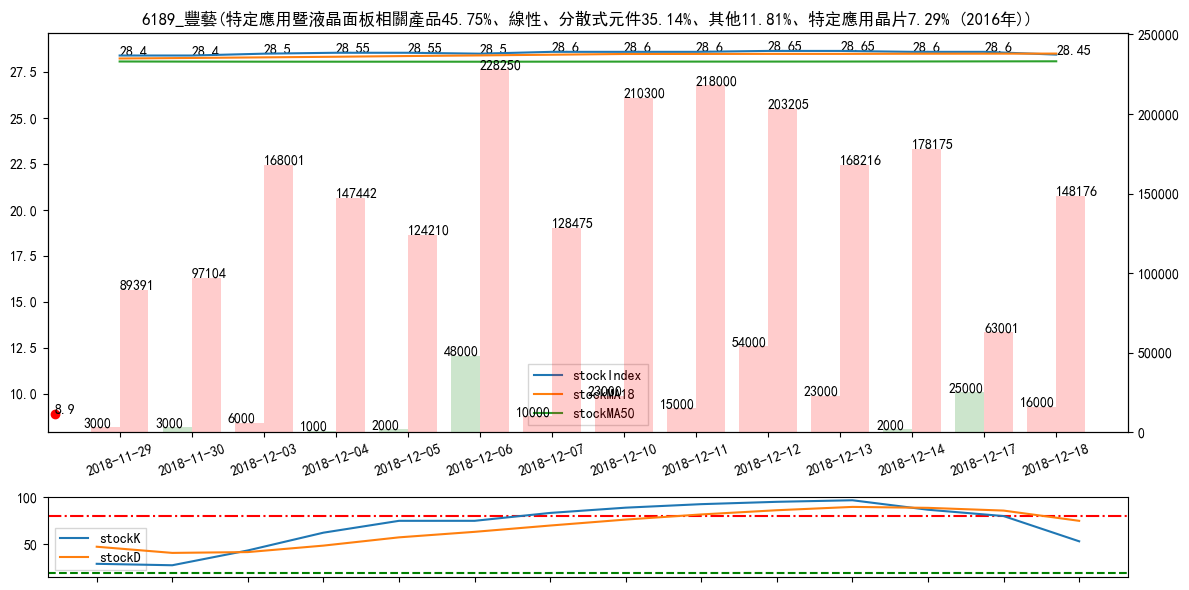 6189_豐藝(特定應用暨液晶面板相關產品45.75%、線性、分散式元件35.14%、其他11.81%、特定應用晶片7.29% (2016年))
28.4 28.4 28.5 28.55 28.55 28.5 28.6 28.6 28.6 28.65 28.65 28.6 28.6 28.45
27.5
25.0
22.5
20.0
17.5
15.0
12.5
10.0
250000
200000
150000
100000
50000
0
89391 97104 168001 147442 124210 228250 128475 210300 218000 203205 168216 178175 63001 148176
3000 3000 6000 1000 2000 48000 10000 23000 15000 54000 23000 2000 25000 16000
8.9
stockIndex
stockMA18
stockMA50
2018-11-29 2018-11-30 2018-12-03 2018-12-04 2018-12-05 2018-12-06 2018-12-07 2018-12-10 2018-12-11 2018-12-12 2018-12-13 2018-12-14 2018-12-17 2018-12-18
100
50
stockK
stockD